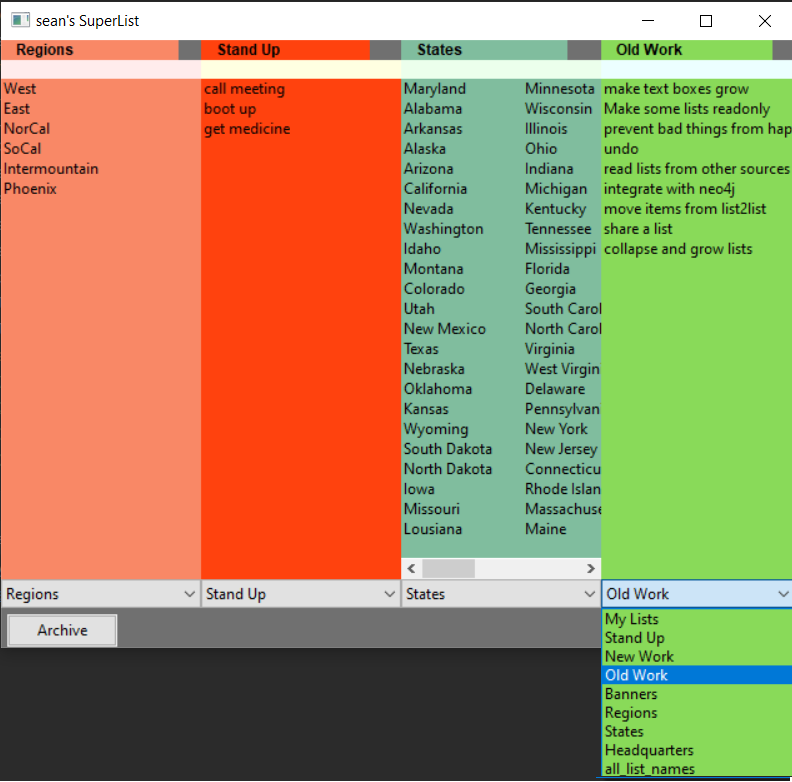 sean's SuperList
Regions
West
East
NorCal
SoCal
Intermountain
Phoenix
Regions
Stand Up
call meeting
boot up
get medicine
Stand Up
States
Maryland
Alabama
Arkansas
Alaska
Arizona
California
Nevada
Washington
Idaho
Montana
Colorado
Utah
New Mexico
Texas
Nebraska
Oklahoma
Kansas
Wyoming
South Dakota
North Dakota
Iowa
Missouri
Lousiana
Minnesota
Wisconsin
Illinois
Ohio
Indiana
Michigan
Kentucky
Tennessee
Mississippi
Florida
Georgia
South Carol
North Carol
Virginia
West Virgin
Delaware
Pennsylvan
New York
New Jersey
Connecticu
Rhode Islan
Massachuse
Maine
States
Old Work
make text boxes grow
Make some lists readonly
prevent bad things from hap
undo
read lists from other sources
integrate with neo4j
move items from list2list
share a list
collapse and grow lists
Old Work
My Lists
Stand Up
New Work
Old Work
Banners
Regions
States
Headquarters
all_list_names
Archive